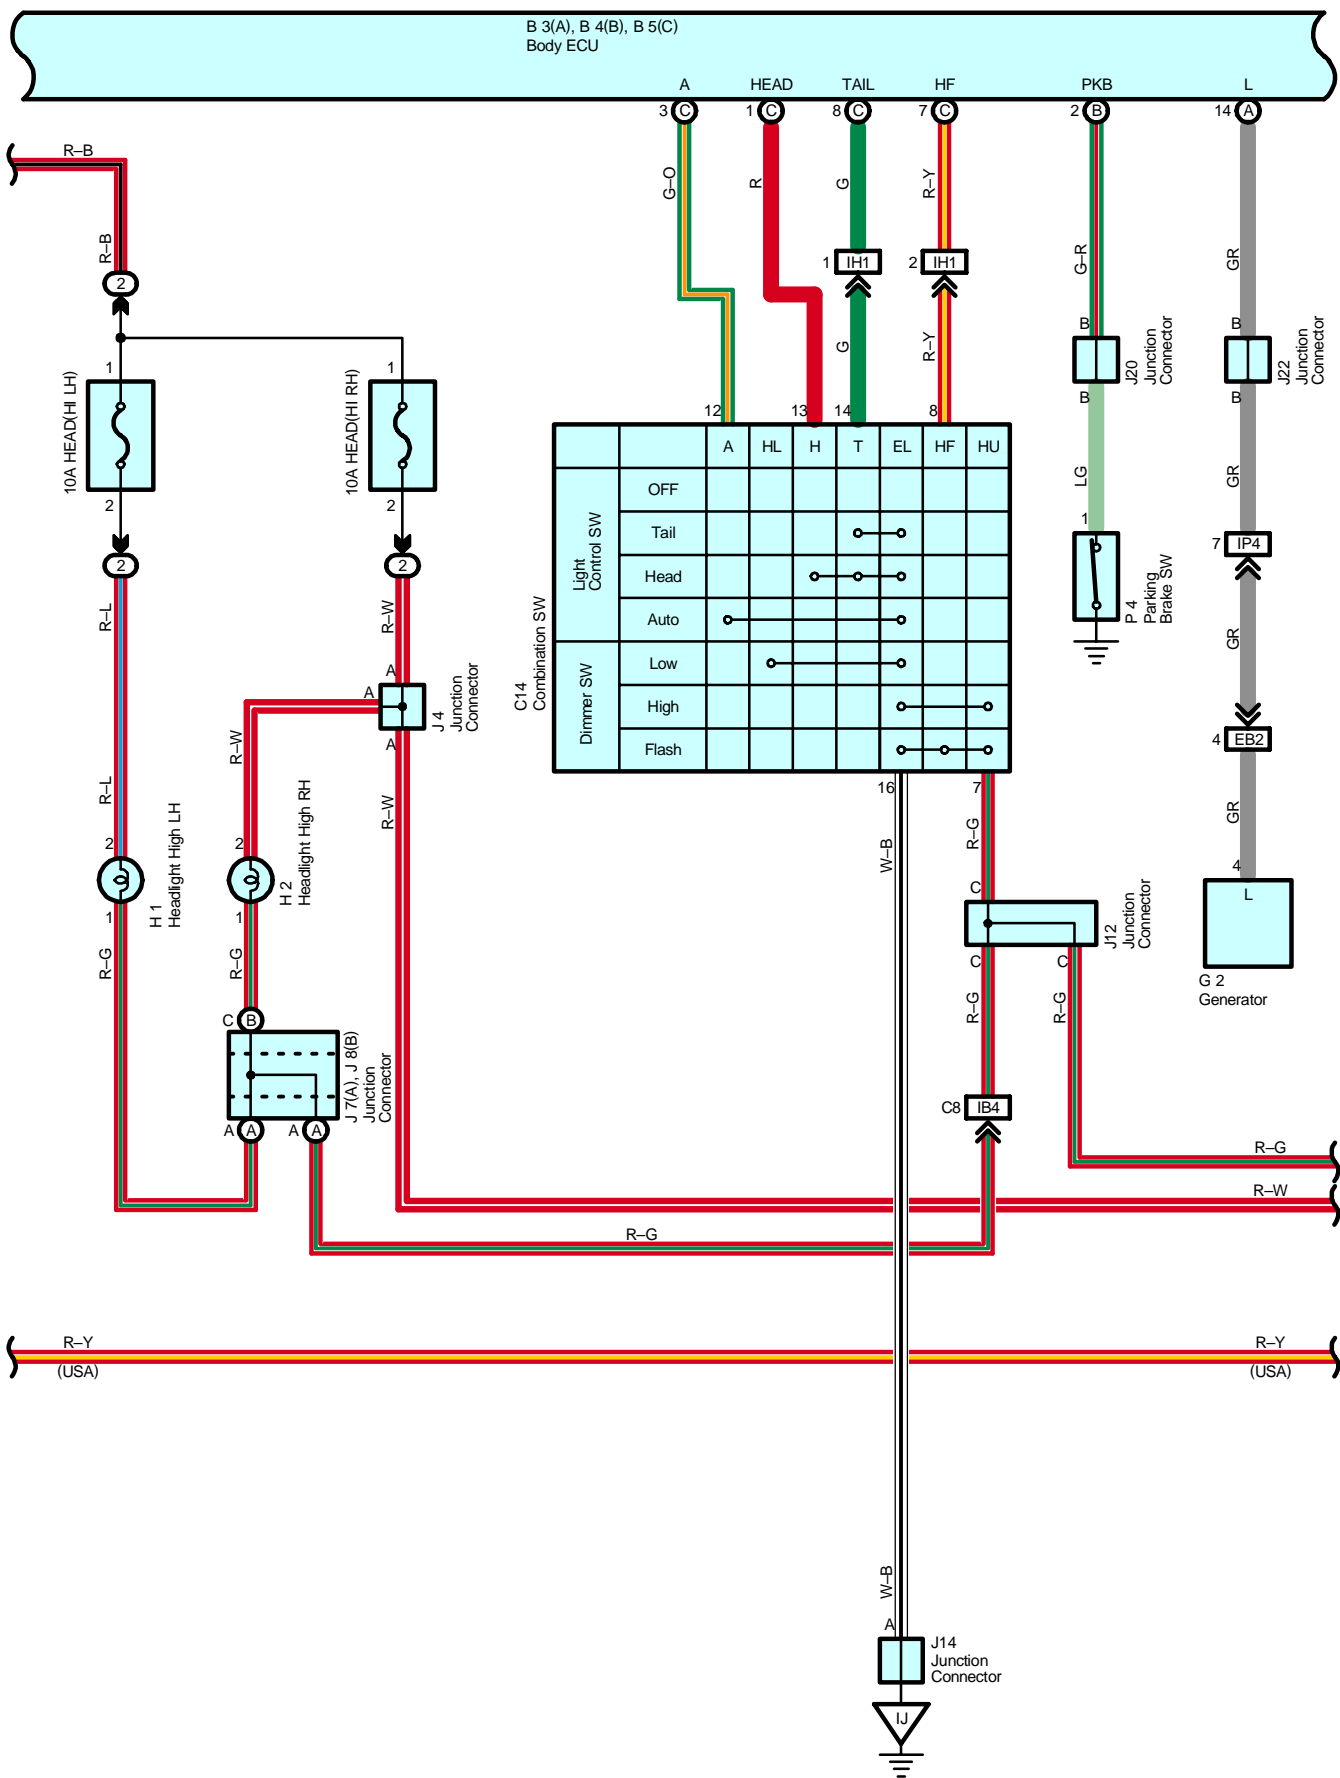 B 3(A), B 4(B), B 5(C)
Body ECU
A
HEAD
TAIL
HF
PKB
L
3 C
1 C
8 C
7 C
2 B
14 A
R–B
R–B
2
G–O
R
G
R–Y
G–R
GR
1 IH1
2 IH1
G
R–Y
B
J20
Junction
Connector
B
B
J22
Junction
Connector
B
1
10A HEAD(HI LH)
2
1
10A HEAD(HI RH)
2
2
2
12
13
14
8
A
HL
H
T
EL
HF
HU
C14
Combination SW
Light
Control SW
OFF
Tail
Head
Auto
Dimmer SW
Low
High
Flash
LG
1
P 4
Parking
Brake SW
GR
7 IP4
GR
4 EB2
GR
4
L
G 2
Generator
R–L
R–W
A
A
J 4
Junction
Connector
A
R–W
R–L
R–W
2
H 1
Headlight High LH
1
2
H 2
Headlight High RH
1
R–G
R–G
C B
J 7(A), J 8(B)
Junction
Connector
A A
A A
16
7
W–B
R–G
C
J12
Junction
Connector
C
C
R–G
R–G
C8 IB4
R–G
R–W
R–G
R–Y
(USA)
R–Y
(USA)
W–B
A
J14
Junction
Connector
IJ